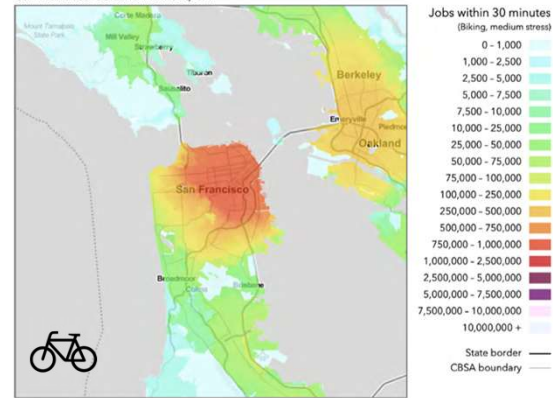 Corte Madera
Mount Tamalpais
State Park
Mill Valley
Strawberry
Tiburon
Sausalito
Berkeley
Emeryville
Piedmo
Oakland
San Francisco
Broadmoor
Colma
Brisbane
Jobs within 30 minutes
(Biking, medium stress)
0 - 1,000
1,000 - 2,500
2,500 - 5,000
5,000 - 7,500
7,500 - 10,000
10,000 - 25,000
25,000 - 50,000
50,000 - 75,000
75,000 - 100,000
100,000 - 250,000
250,000 - 500,000
500,000 - 750,000
750,000 - 1,000,000
1,000,000 - 2,500,000
2,500,000 - 5,000,000
5,000,000 - 7,500,000
7,500,000 - 10,000,000
10,000,000 +
State border
CBSA boundary